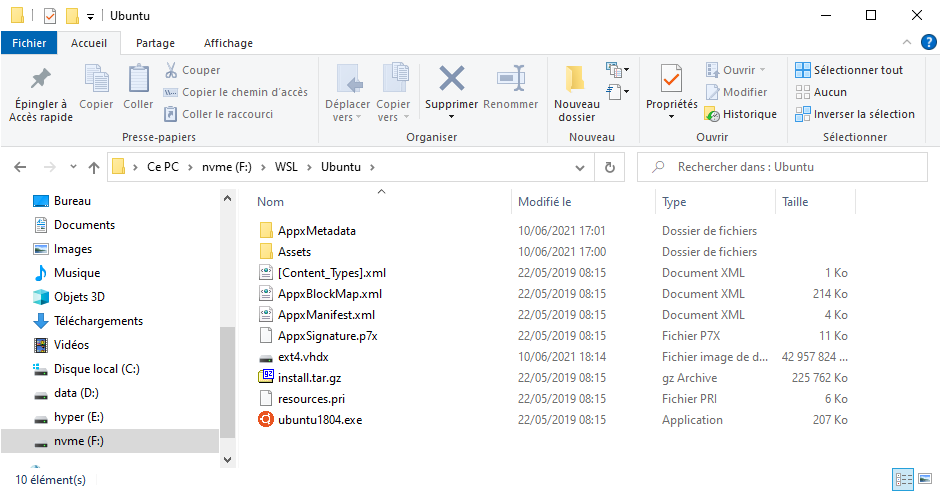 Ubuntu
Fichier Accueil Partage Affichage
Épingler à Accès rapide
Copier
Coller
Couper
Copier le chemin d'accès
Coller le raccourci
Presse-papiers
Déplacer vers
Copier vers
Supprimer
Renommer
Organiser
Nouveau dossier
Nouveau
Propriétés
Ouvrir
Modifier
Historique
Ouvrir
Sélectionner tout
Aucun
Inverser la sélection
Sélectionner
Ce PC > nvme (F:) > WSL > Ubuntu >
Rechercher dans : Ubuntu
Bureau
Documents
Images
Musique
Objets 3D
Téléchargements
Vidéos
Disque local (C:)
data (D:)
hyper (E:)
nvme (F:)
Nom Modifié le Type Taille
AppxMetadata 10/06/2021 17:01 Dossier de fichiers
Assets 10/06/2021 17:00 Dossier de fichiers
[Content_Types].xml 22/05/2019 08:15 Document XML 1 Ko
AppxBlockMap.xml 22/05/2019 08:15 Document XML 214 Ko
AppxManifest.xml 22/05/2019 08:15 Document XML 4 Ko
AppxSignature.p7x 22/05/2019 08:15 Fichier P7X 11 Ko
ext4.vhdx 10/06/2021 18:14 Fichier image de d... 42 957 824 ...
install.tar.gz 22/05/2019 08:15 gz Archive 225 762 Ko
resources.pri 22/05/2019 08:15 Fichier PRI 6 Ko
ubuntu1804.exe 22/05/2019 08:15 Application 207 Ko
10 élément(s)